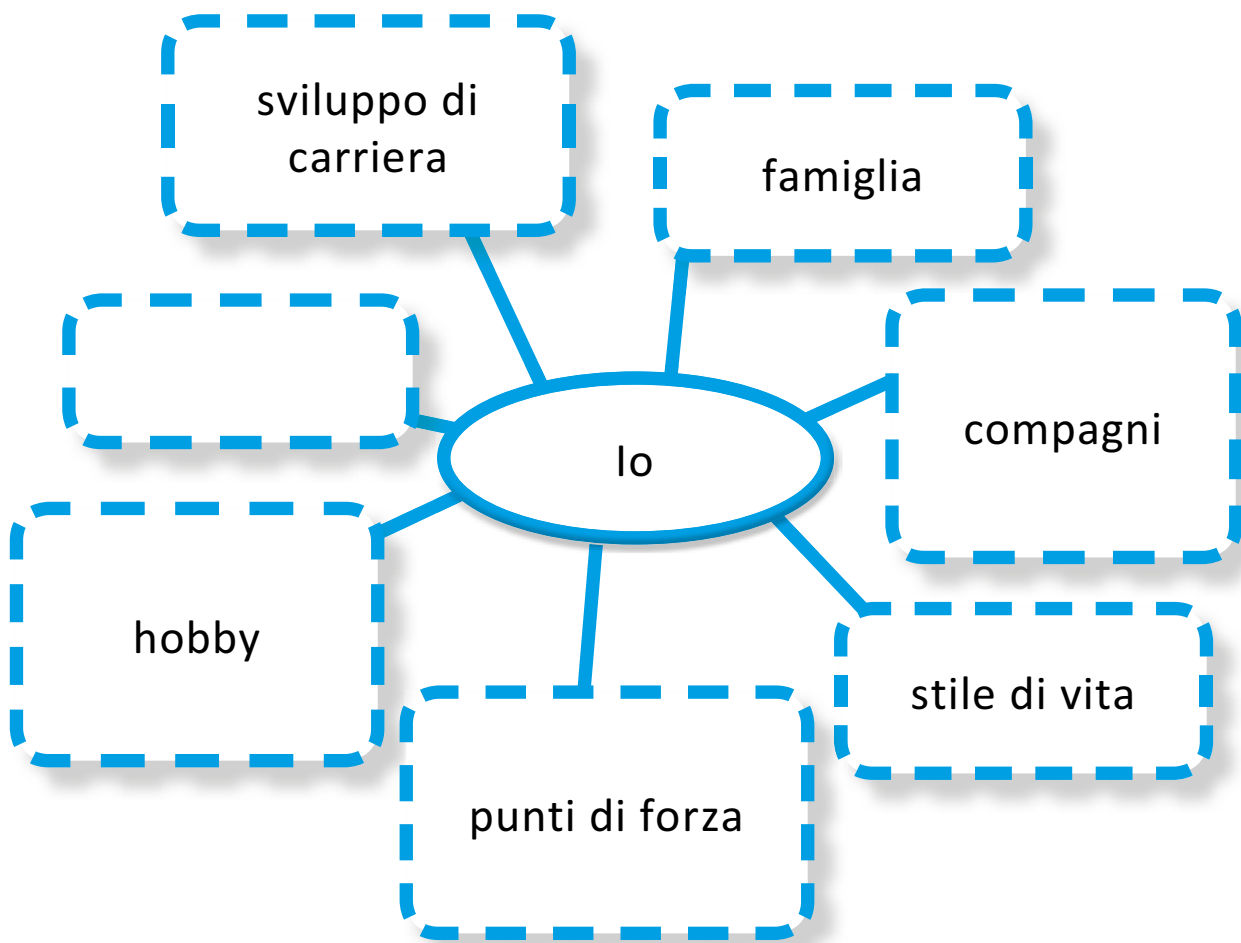 sviluppo di
carriera
famiglia
compagni
Io
hobby
stile di vita
punti di forza